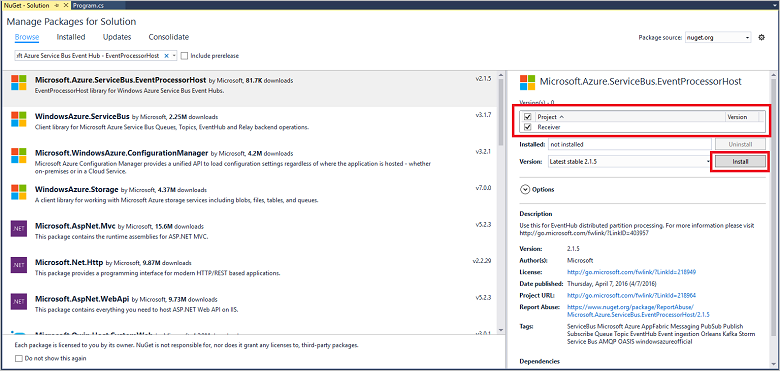 NuGet - Solution
Program.cs
Manage Packages for Solution
Browse
Installed
Updates
Consolidate
Package source:
nuget.org
ft Azure Service Bus Event Hub - EventProcessorHost
Include prerelease
Microsoft.Azure.ServiceBus.EventProcessorHost by Microsoft, 81.7K downloads
v2.1.5
EventProcessorHost library for Windows Azure Service Bus Event Hubs.
WindowsAzure.ServiceBus by Microsoft, 2.25M downloads
v3.1.7
Client library for Microsoft Azure Service Bus Queues, Topics, EventHub and Relay backend operations.
Microsoft.WindowsAzure.ConfigurationManager by Microsoft, 4.2M downloads
v3.2.1
Microsoft Azure Configuration Manager provides a unified API to load configuration settings regardless of where the application is hosted - whether
on-premises or in a Cloud Service.
WindowsAzure.Storage by Microsoft, 4.37M downloads
v7.0.0
A client library for working with Microsoft Azure storage services including blobs, files, tables, and queues.
.NET
Microsoft.AspNet.Mvc by Microsoft, 15.6M downloads
v5.2.3
This package contains the runtime assemblies for ASP.NET MVC.
.NET
Microsoft.Net.Http by Microsoft, 9.87M downloads
v2.2.29
This package provides a programming interface for modern HTTP/REST based applications.
.NET
Microsoft.AspNet.WebApi by Microsoft, 9.73M downloads
v5.2.3
This package contains everything you need to host ASP.NET Web API on IIS.
Each package is licensed to you by its owner. NuGet is not responsible for, nor does it grant any licenses to, third-party packages.
Do not show this again
Microsoft.Azure.ServiceBus.EventProcessorHost
Version(s) - 0
Project
Version
Receiver
Installed:
not installed
Uninstall
Version:
Latest stable 2.1.5
Install
Options
Description
Use this for EventHub distributed partition processing. For more information please visit
http://go.microsoft.com/fwlink/?LinkID=403957
Version:
2.1.5
Author(s):
Microsoft
License:
http://go.microsoft.com/fwlink/?LinkId=218949
Date published:
Thursday, April 7, 2016 (4/7/2016)
Project URL:
http://go.microsoft.com/fwlink/?LinkId=218964
Report Abuse:
https://www.nuget.org/package/ReportAbuse/
Microsoft.Azure.ServiceBus.EventProcessorHost/2.1.5
Tags:
ServiceBus Microsoft Azure AppFabric Messaging PubSub Publish
Subscribe Queue Topic EventHub Event ingestion Orleans Kafka Storm
Service Bus AMQP OASIS windowsazureofficial
Dependencies